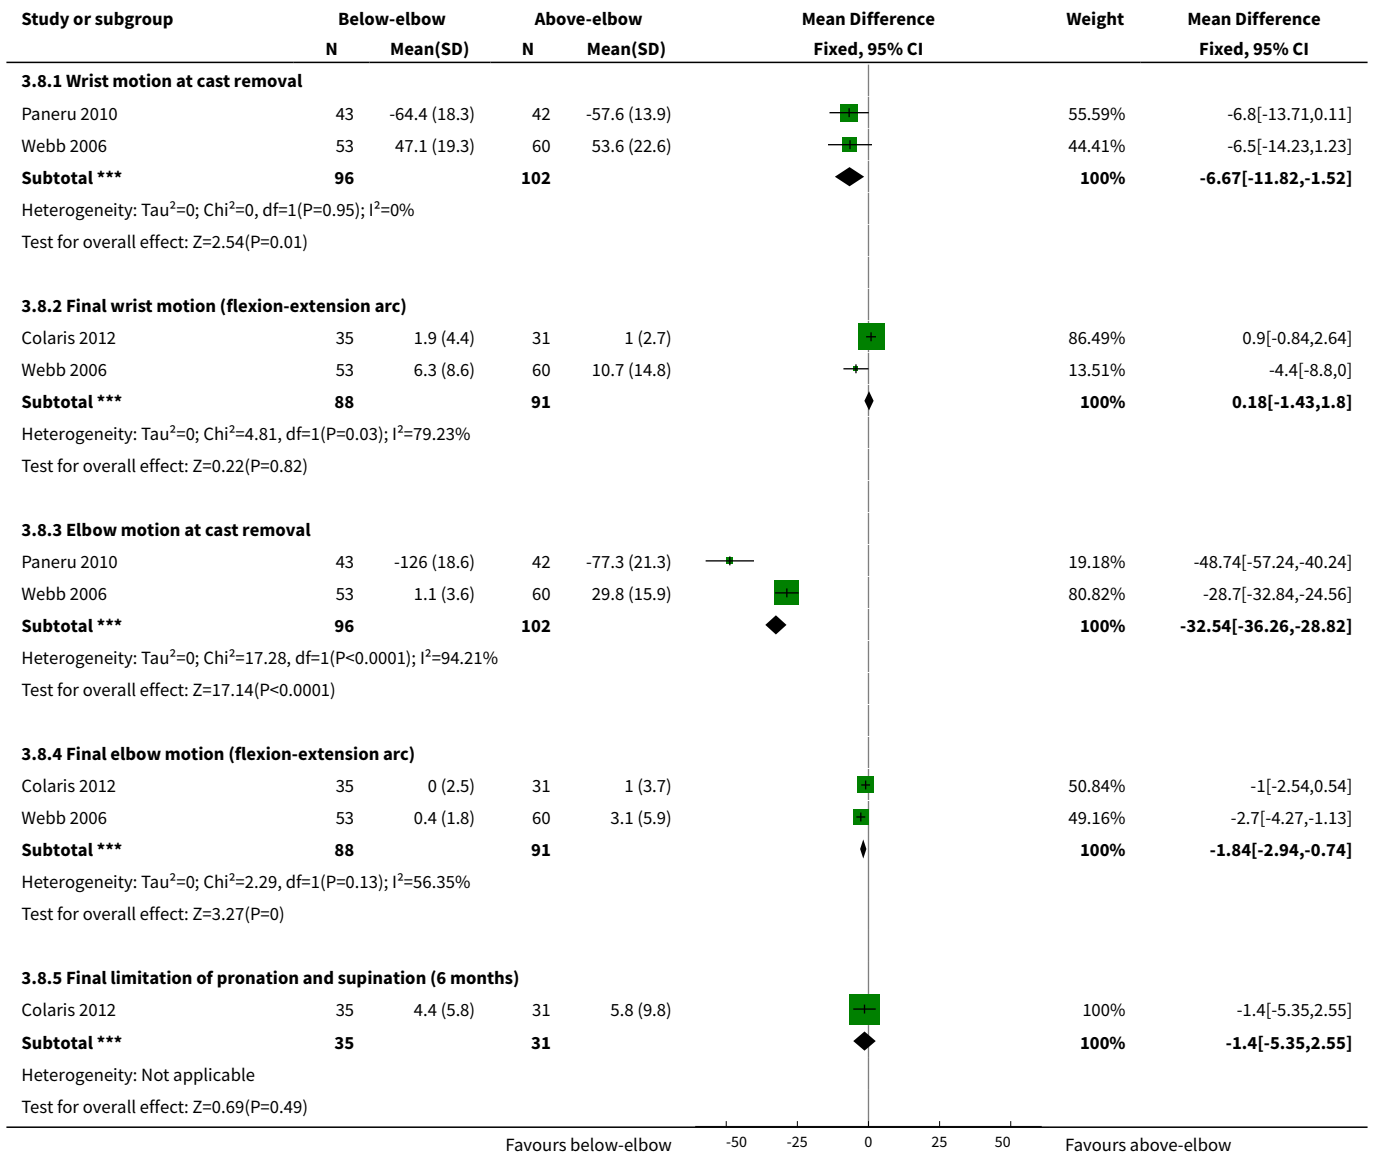 Study or subgroup Below-elbow Above-elbow Mean Difference Weight Mean Difference
N Mean(SD) N Mean(SD) Fixed, 95% CI Fixed, 95% CI
3.8.1 Wrist motion at cast removal
Paneru 2010 43 -64.4 (18.3) 42 -57.6 (13.9) 55.59% -6.8[-13.71,0.11]
Webb 2006 53 47.1 (19.3) 60 53.6 (22.6) 44.41% -6.5[-14.23,1.23]
Subtotal *** 96 102 100% -6.67[-11.82,-1.52]
Heterogeneity: Tau²=0; Chi²=0, df=1(P=0.95); I²=0%
Test for overall effect: Z=2.54(P=0.01)
3.8.2 Final wrist motion (flexion-extension arc)
Colaris 2012 35 1.9 (4.4) 31 1 (2.7) 86.49% 0.9[-0.84,2.64]
Webb 2006 53 6.3 (8.6) 60 10.7 (14.8) 13.51% -4.4[-8.8,0]
Subtotal *** 88 91 100% 0.18[-1.43,1.8]
Heterogeneity: Tau²=0; Chi²=4.81, df=1(P=0.03); I²=79.23%
Test for overall effect: Z=0.22(P=0.82)
3.8.3 Elbow motion at cast removal
Paneru 2010 43 -126 (18.6) 42 -77.3 (21.3) 19.18% -48.74[-57.24,-40.24]
Webb 2006 53 1.1 (3.6) 60 29.8 (15.9) 80.82% -28.7[-32.84,-24.56]
Subtotal *** 96 102 100% -32.54[-36.26,-28.82]
Heterogeneity: Tau²=0; Chi²=17.28, df=1(P<0.0001); I²=94.21%
Test for overall effect: Z=17.14(P<0.0001)
3.8.4 Final elbow motion (flexion-extension arc)
Colaris 2012 35 0 (2.5) 31 1 (3.7) 50.84% -1[-2.54,0.54]
Webb 2006 53 0.4 (1.8) 60 3.1 (5.9) 49.16% -2.7[-4.27,-1.13]
Subtotal *** 88 91 100% -1.84[-2.94,-0.74]
Heterogeneity: Tau²=0; Chi²=2.29, df=1(P=0.13); I²=56.35%
Test for overall effect: Z=3.27(P=0)
3.8.5 Final limitation of pronation and supination (6 months)
Colaris 2012 35 4.4 (5.8) 31 5.8 (9.8) 100% -1.4[-5.35,2.55]
Subtotal *** 35 31 100% -1.4[-5.35,2.55]
Heterogeneity: Not applicable
Test for overall effect: Z=0.69(P=0.49)
Favours below-elbow -50 -25 0 25 50 Favours above-elbow